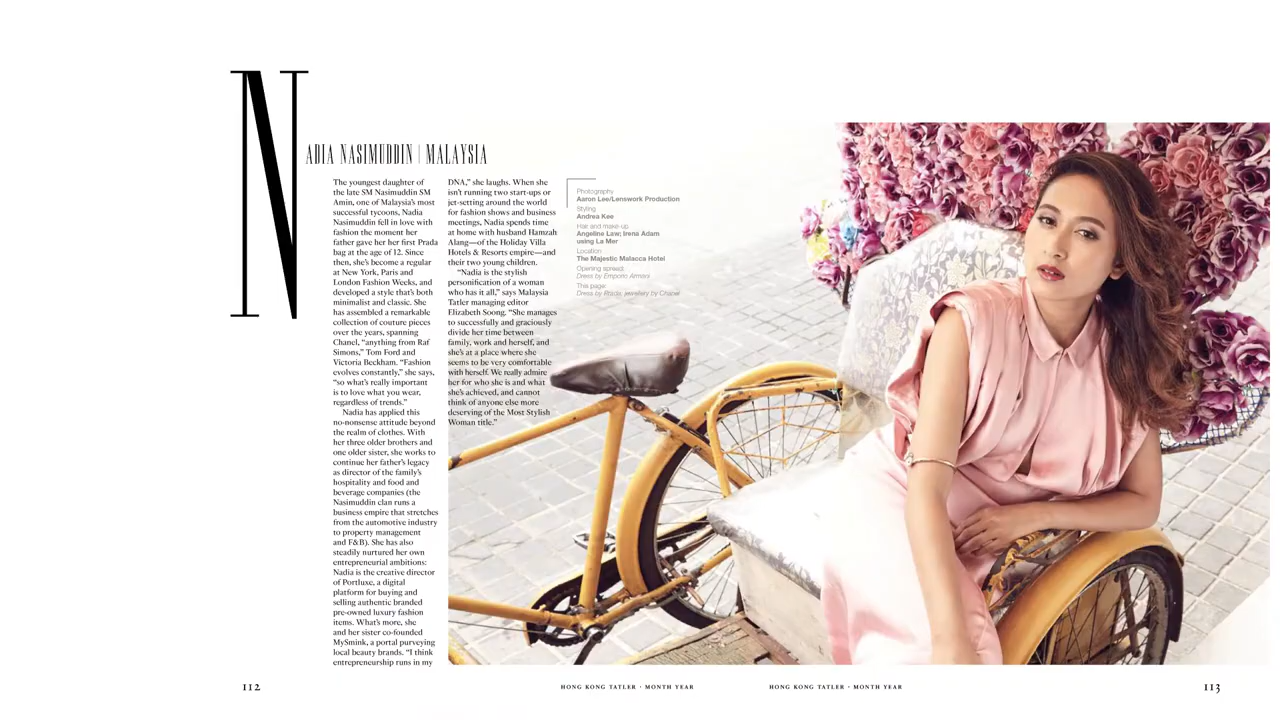 NADIA NASIMUDDIN | MALAYSIA
The youngest daughter of
the late SM Nasimuddin SM
Amin, one of Malaysia's most
successful tycoons, Nadia
Nasimuddin fell in love with
fashion the moment her
father gave her her first Prada
bag at the age of 12. Since
then, she's become a regular
at New York, Paris and
London Fashion Weeks, and
developed a style that's both
minimalist and classic. She
has assembled a remarkable
collection of couture pieces
over the years, spanning
Chanel, “anything from Raf
Simons,” Tom Ford and
Victoria Beckham. “Fashion
evolves constantly,” she says,
“so what's really important
is to love what you wear,
regardless of trends.”
Nadia has applied this
no-nonsense attitude beyond
the realm of clothes. With
her three older brothers and
one older sister, she works to
continue her father's legacy
as director of the family's
hospitality and food and
beverage companies (the
Nasimuddin clan runs a
business empire that stretches
from the automotive industry
to property management
and F&B). She has also
steadily nurtured her own
entrepreneurial ambitions:
Nadia is the creative director
of Portluxe, a digital
platform for buying and
selling authentic branded
pre-owned luxury fashion
items. What's more, she
and her sister co-founded
MySmink, a portal purveying
local beauty brands. “I think
entrepreneurship runs in my
DNA,” she laughs. When she
isn't running two start-ups or
jet-setting around the world
for fashion shows and business
meetings, Nadia spends time
at home with husband Hamzah
Alang—of the Holiday Villa
Hotels & Resorts empire—and
their two young children.
“Nadia is the stylish
personification of a woman
who has it all,” says Malaysia
Tatler managing editor
Elizabeth Soong. “She manages
to successfully and graciously
divide her time between
family, work and herself, and
she's at a place where she
seems to be very comfortable
with herself. We really admire
her for who she is and what
she's achieved, and cannot
think of anyone else more
deserving of the Most Stylish
Woman title.”
Photography
Aaron Lee/Lenswork Production
Styling
Andrea Kee
Hair and make-up
Angeline Law; Irena Adam
using La Mer
Location
The Majestic Malacca Hotel
Opening spread:
Dress by Emporio Armani
This page:
Dress by Prada; jewellery by Chanel
112
HONG KONG TATLER · MONTH YEAR
HONG KONG TATLER · MONTH YEAR
113